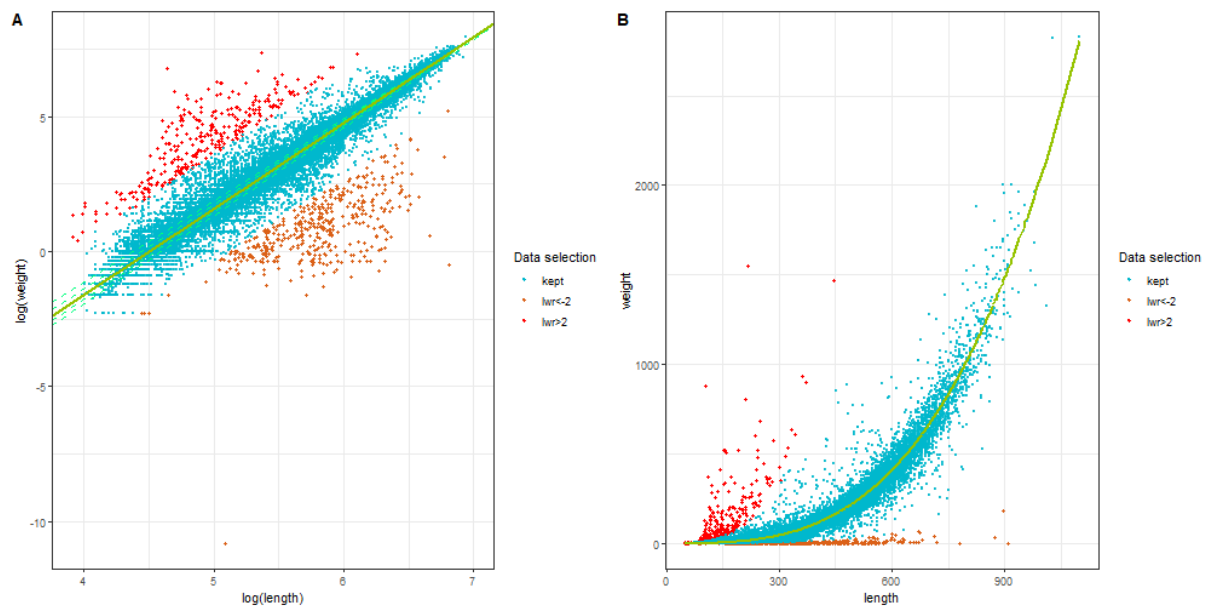 A
log(weight)
5
0
-5
-10
4
5
6
7
log(length)
Data selection
kept
lwr<-2
lwr>2
B
weight
2000
1000
0
0
300
600
900
length
Data selection
kept
lwr<-2
lwr>2